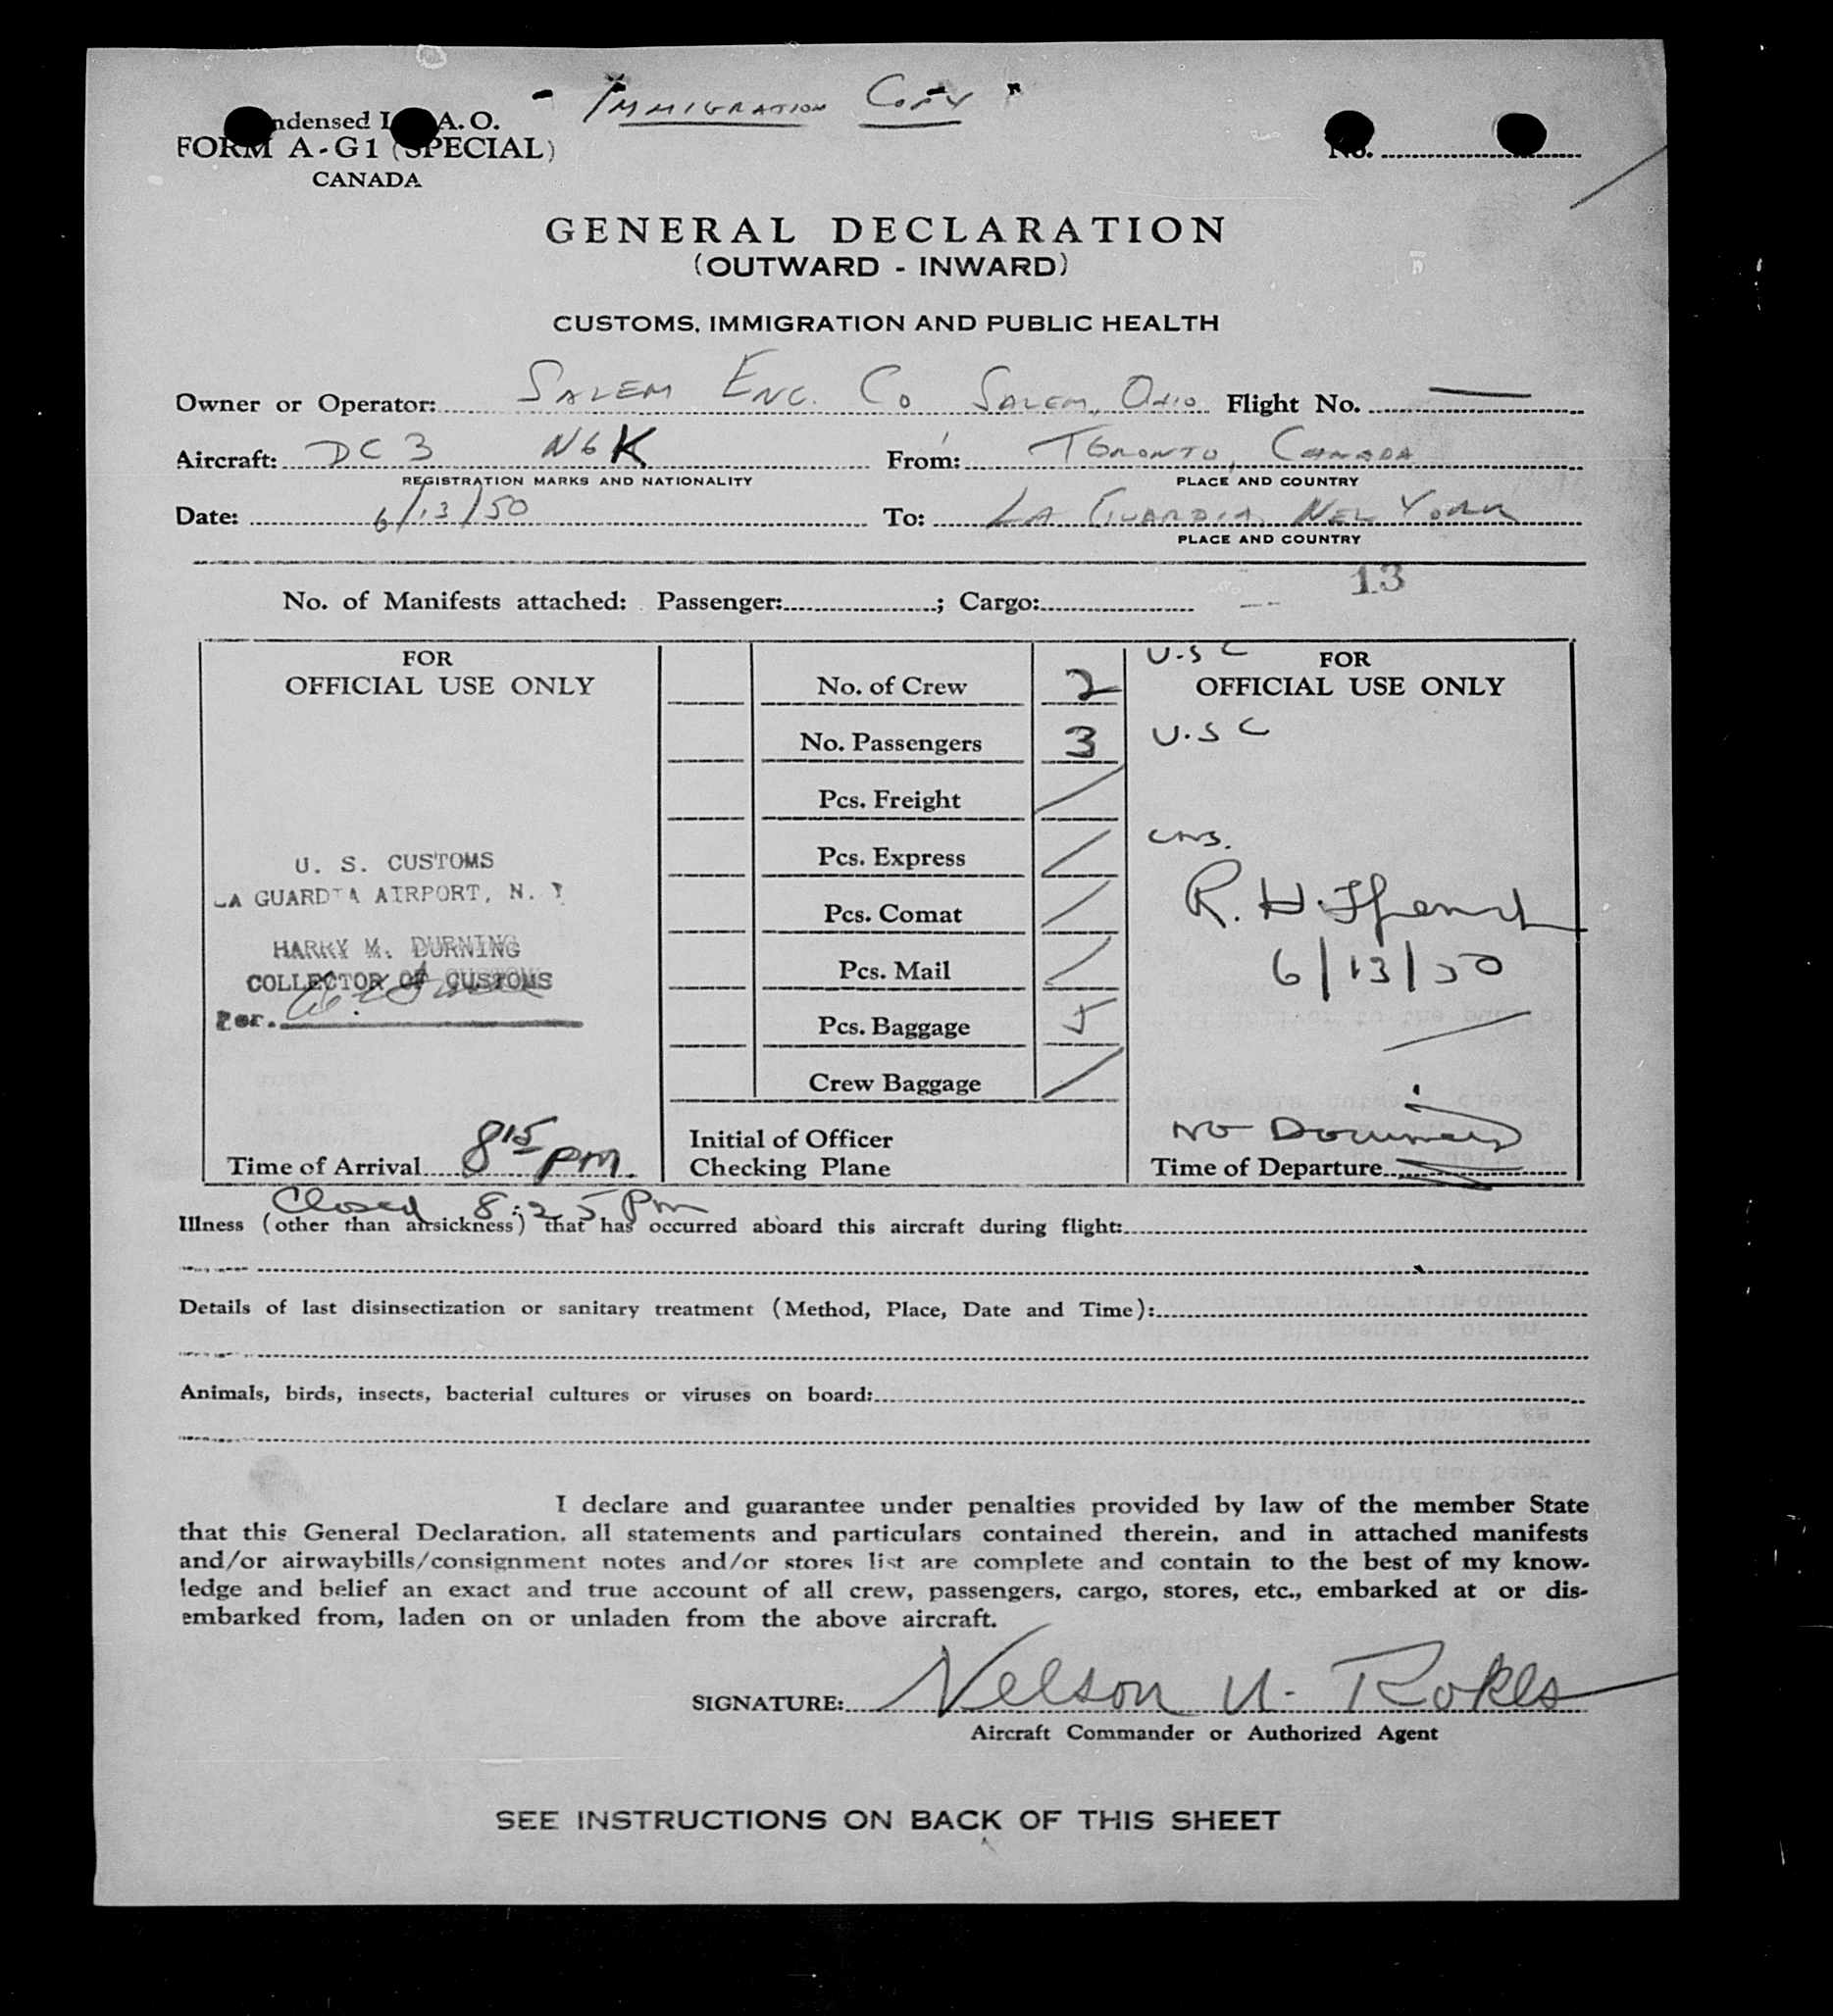 "Immigration Copy"
ndensed I A. O.
FORM A-G1 (SPECIAL)
CANADA
No.
GENERAL DECLARATION
(OUTWARD - INWARD)
CUSTOMS, IMMIGRATION AND PUBLIC HEALTH
Owner or Operator: Salem Eng. Co Salem, Ohio Flight No. —
Aircraft: DC 3 N6K From: Toronto, Canada
REGISTRATION MARKS AND NATIONALITY PLACE AND COUNTRY
Date: 6/13/50 To: La Guardia, New York
PLACE AND COUNTRY
13
No. of Manifests attached: Passenger: ; Cargo:
FOR
OFFICIAL USE ONLY
U. S. CUSTOMS
LA GUARDIA AIRPORT, N. Y
HARRY M. DURNING
COLLECTOR OF CUSTOMS
Per.
Time of Arrival 8 15 pm.
Closed 8:25 Pm
No. of Crew 2
No. Passengers 3
Pcs. Freight /
Pcs. Express /
Pcs. Comat /
Pcs. Mail /
Pcs. Baggage 5
Crew Baggage /
Initial of Officer
Checking Plane
U.S C
FOR
OFFICIAL USE ONLY
U.S C
R. H.
6/13/50
No
Time of Departure
Illness (other than airsickness) that has occurred aboard this aircraft during flight:
Details of last disinsectization or sanitary treatment (Method, Place, Date and Time):
Animals, birds, insects, bacterial cultures or viruses on board:
I declare and guarantee under penalties provided by law of the member State
that this General Declaration, all statements and particulars contained therein, and in attached manifests
and/or airwaybills/consignment notes and/or stores list are complete and contain to the best of my know-
ledge and belief an exact and true account of all crew, passengers, cargo, stores, etc., embarked at or dis-
embarked from, laden on or unladen from the above aircraft.
SIGNATURE: Nelson U. Rokes
Aircraft Commander or Authorized Agent
SEE INSTRUCTIONS ON BACK OF THIS SHEET